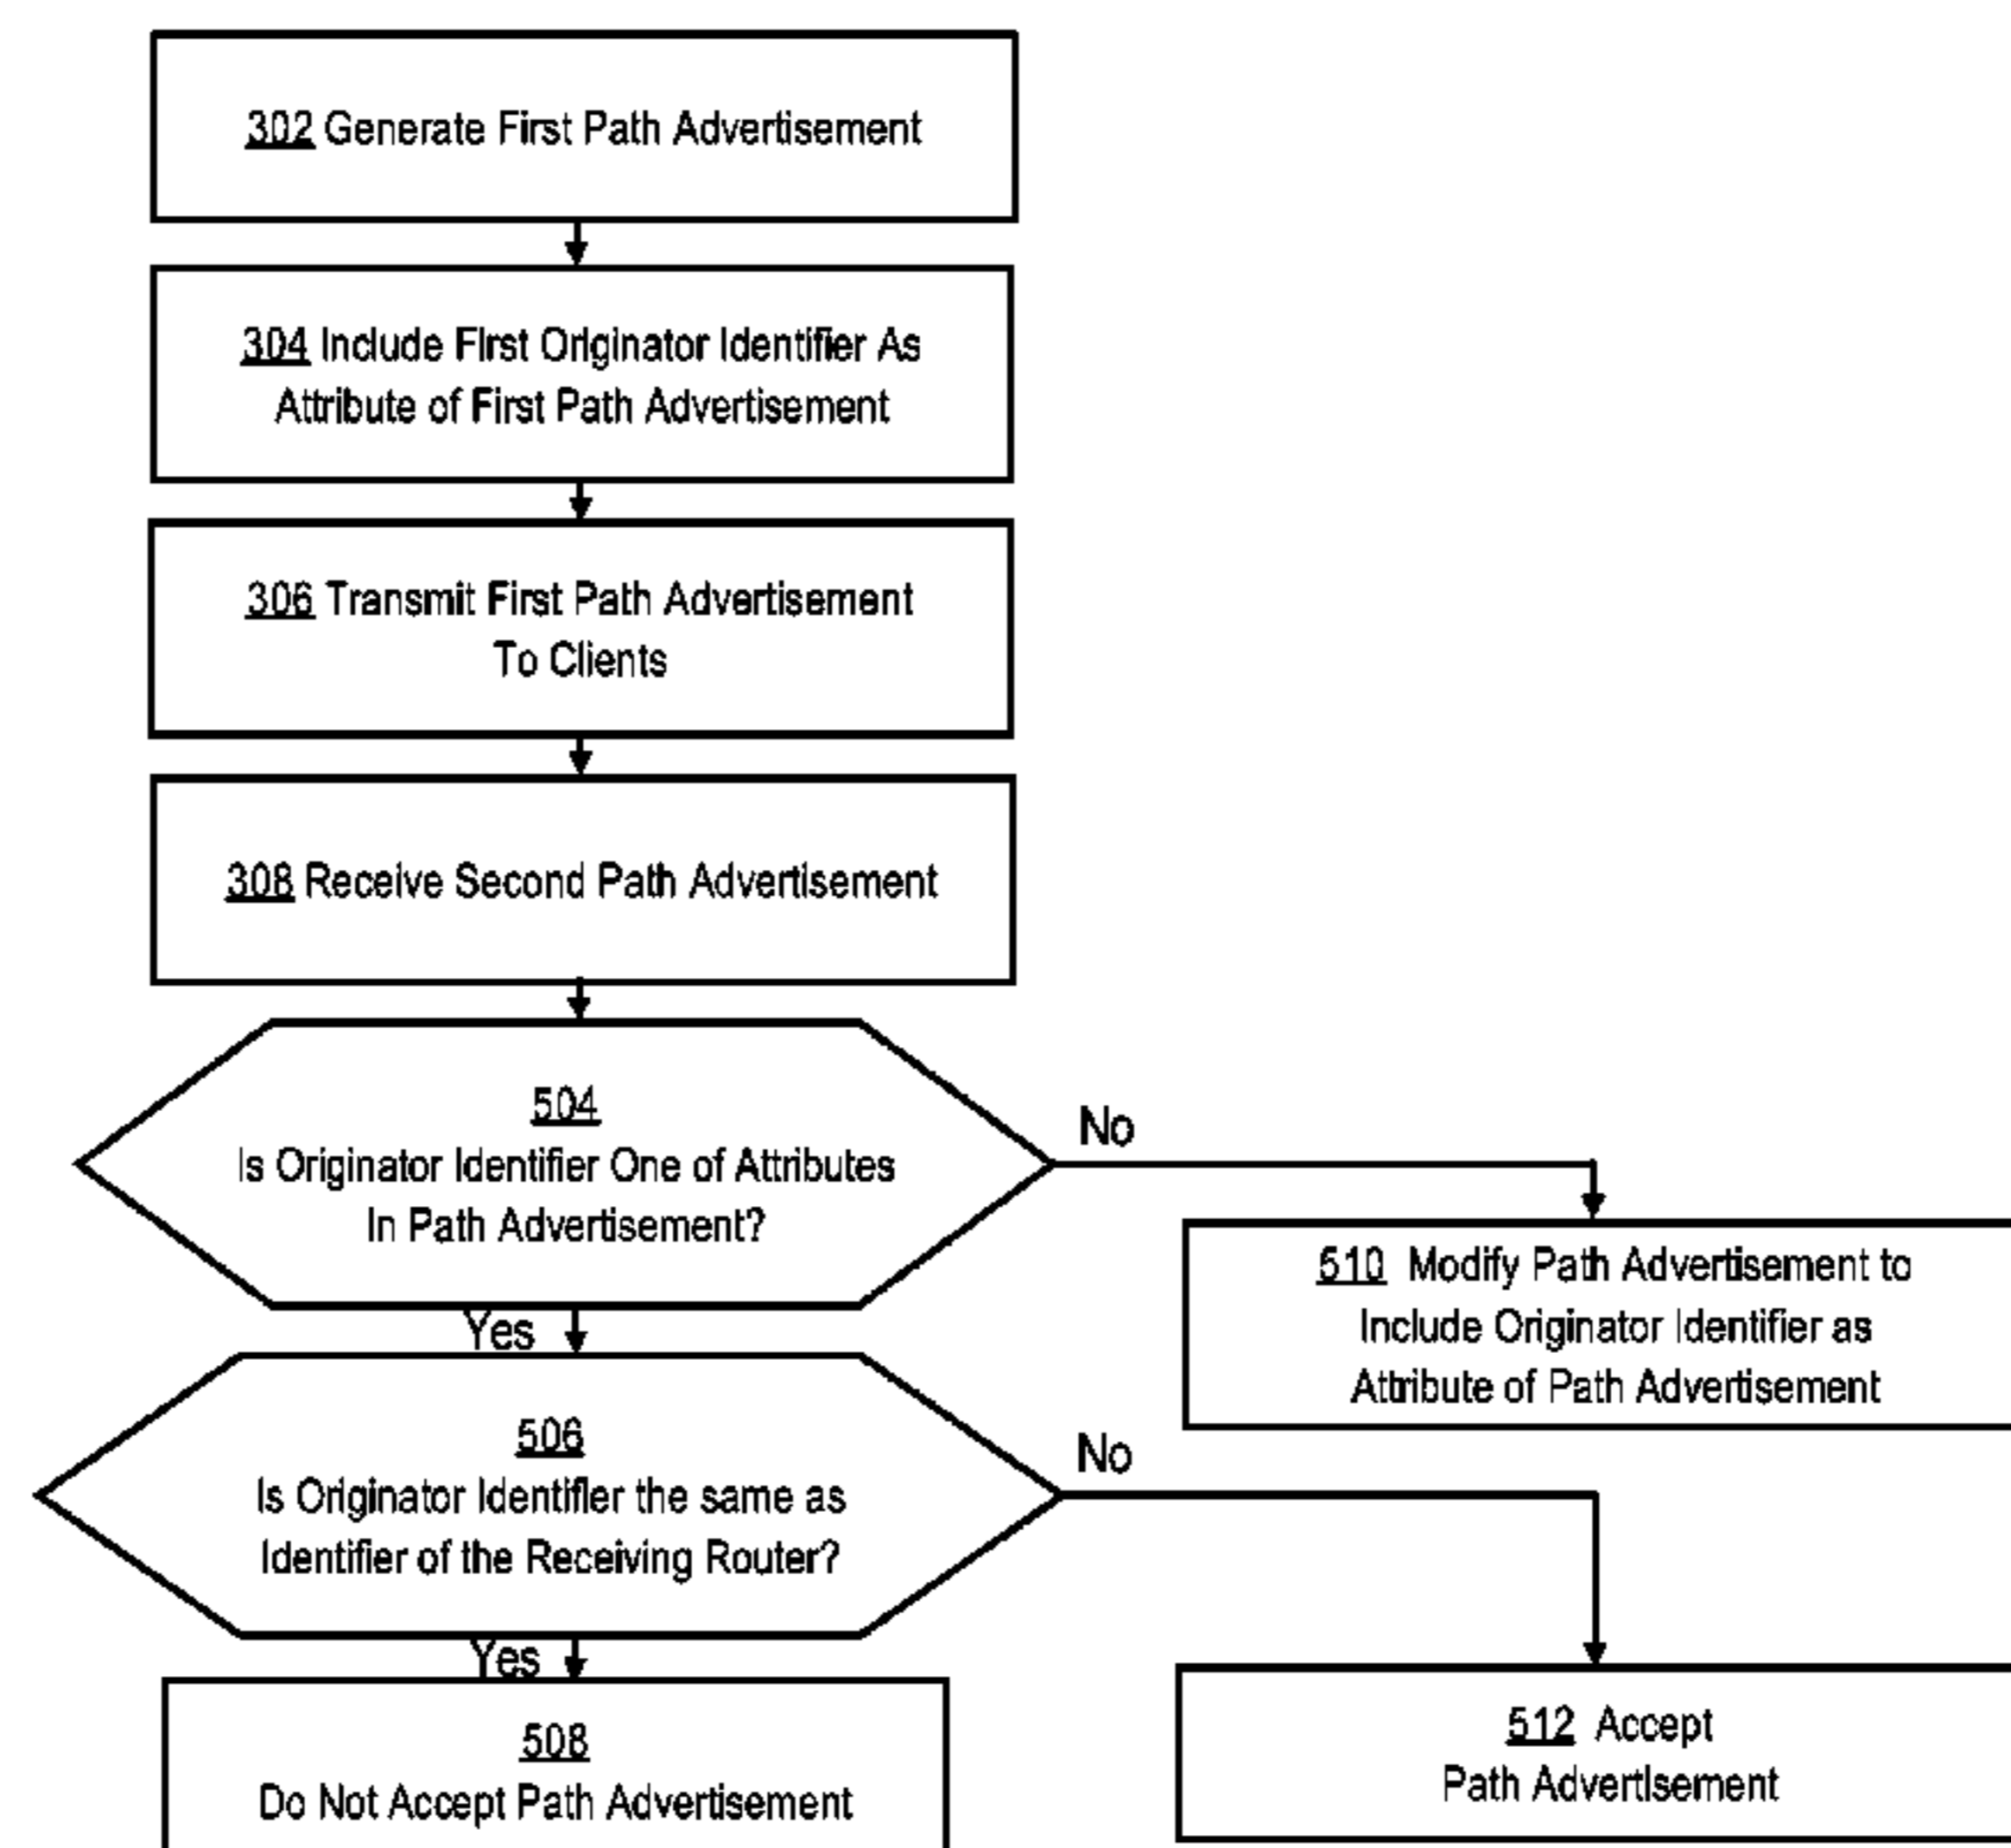 302 Generate First Path Advertisement
304 Include First Originator Identifier As
Attribute of First Path Advertisement
306 Transmit First Path Advertisement
To Clients
308 Receive Second Path Advertisement
504
Is Originator Identifier One of Attributes
In Path Advertisement?
No
Yes
510 Modify Path Advertisement to
Include Originator Identifier as
Attribute of Path Advertisement
506
Is Originator Identifier the same as
Identifier of the Receiving Router?
No
Yes
508
Do Not Accept Path Advertisement
512 Accept
Path Advertisement